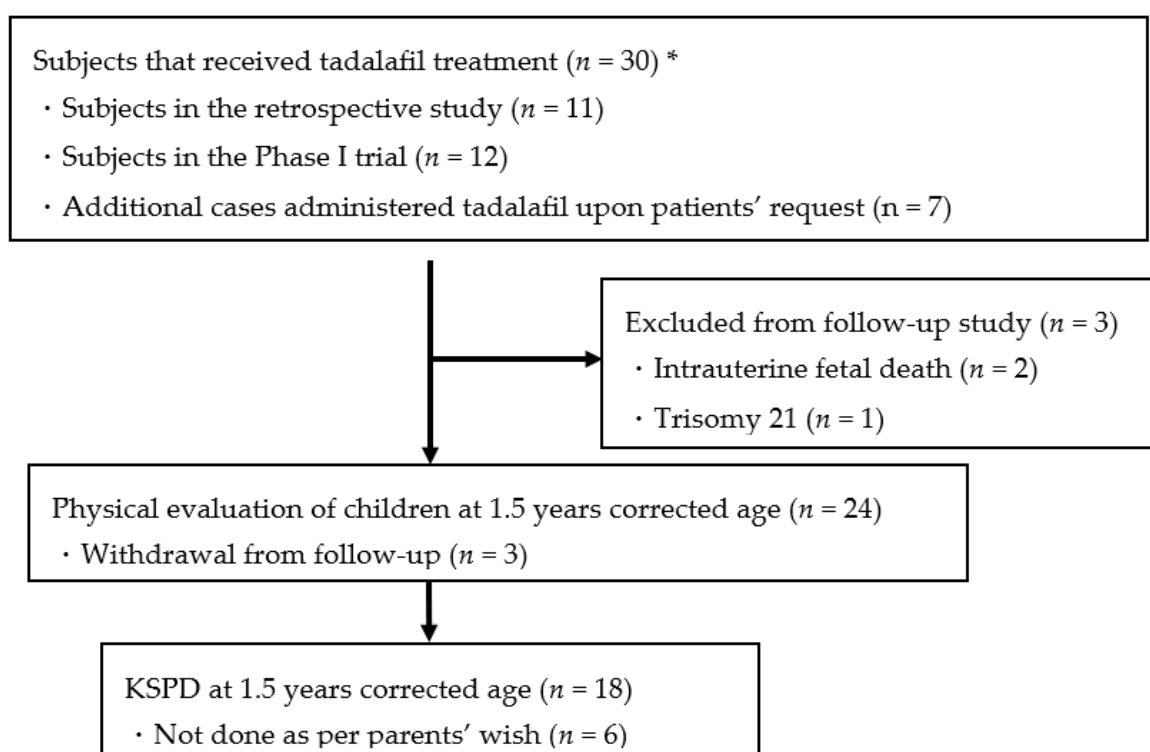 Subjects that received tadalafil treatment (n = 30) *
· Subjects in the retrospective study (n = 11)
· Subjects in the Phase I trial (n = 12)
· Additional cases administered tadalafil upon patients’ request (n = 7)
Excluded from follow-up study (n = 3)
· Intrauterine fetal death (n = 2)
· Trisomy 21 (n = 1)
Physical evaluation of children at 1.5 years corrected age (n = 24)
· Withdrawal from follow-up (n = 3)
KSPD at 1.5 years corrected age (n = 18)
· Not done as per parents’ wish (n = 6)